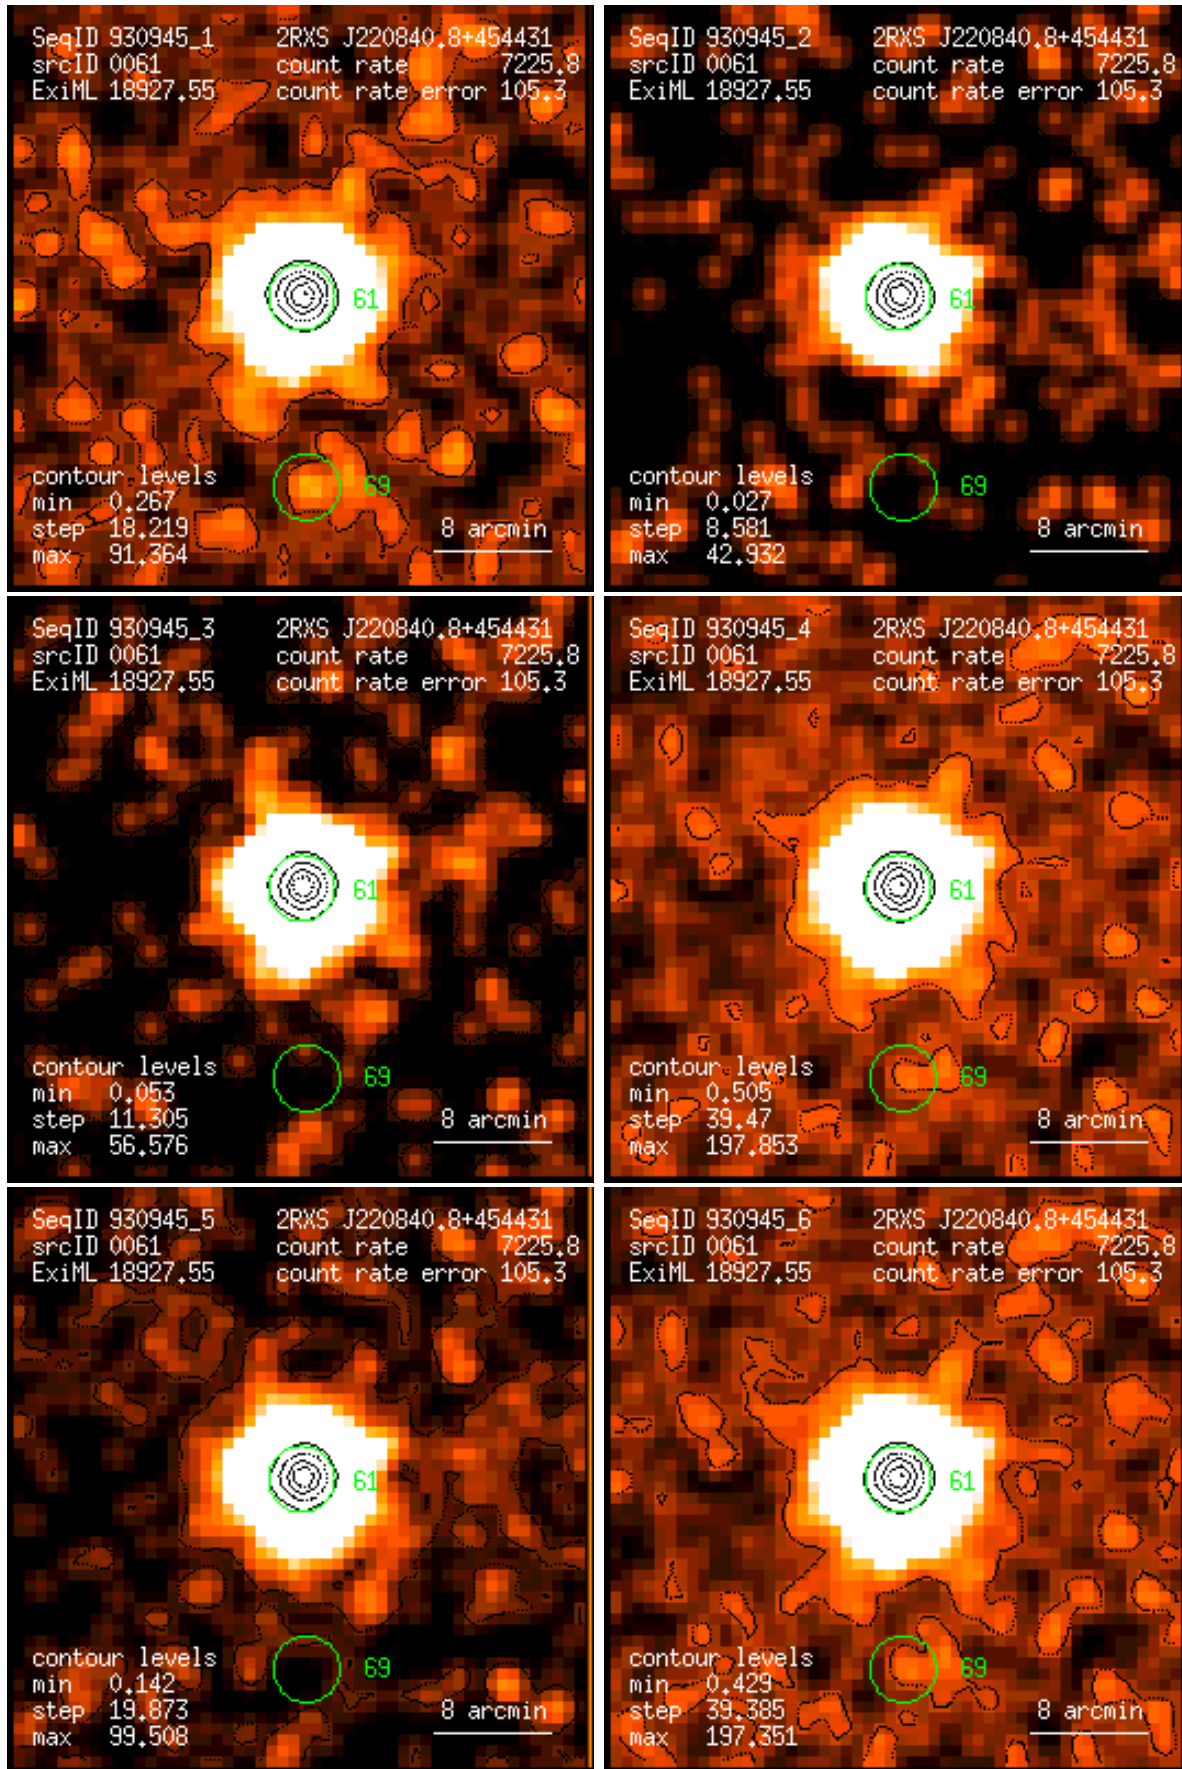 SeqID 930945_1 2RXS J220840.8+454431
srcID 0061 count rate 7225.8
ExiML 18927.55 count rate error 105.3
61
69
contour levels
min 0.267
step 18.219
max 91.364
8 arcmin
SeqID 930945_2 2RXS J220840.8+454431
srcID 0061 count rate 7225.8
ExiML 18927.55 count rate error 105.3
61
69
contour levels
min 0.027
step 8.581
max 42.932
8 arcmin
SeqID 930945_3 2RXS J220840.8+454431
srcID 0061 count rate 7225.8
ExiML 18927.55 count rate error 105.3
61
69
contour levels
min 0.053
step 11.305
max 56.576
8 arcmin
SeqID 930945_4 2RXS J220840.8+454431
srcID 0061 count rate 7225.8
ExiML 18927.55 count rate error 105.3
61
69
contour levels
min 0.505
step 39.47
max 197.853
8 arcmin
SeqID 930945_5 2RXS J220840.8+454431
srcID 0061 count rate 7225.8
ExiML 18927.55 count rate error 105.3
61
69
contour levels
min 0.142
step 19.873
max 99.508
8 arcmin
SeqID 930945_6 2RXS J220840.8+454431
srcID 0061 count rate 7225.8
ExiML 18927.55 count rate error 105.3
61
69
contour levels
min 0.429
step 39.385
max 197.351
8 arcmin